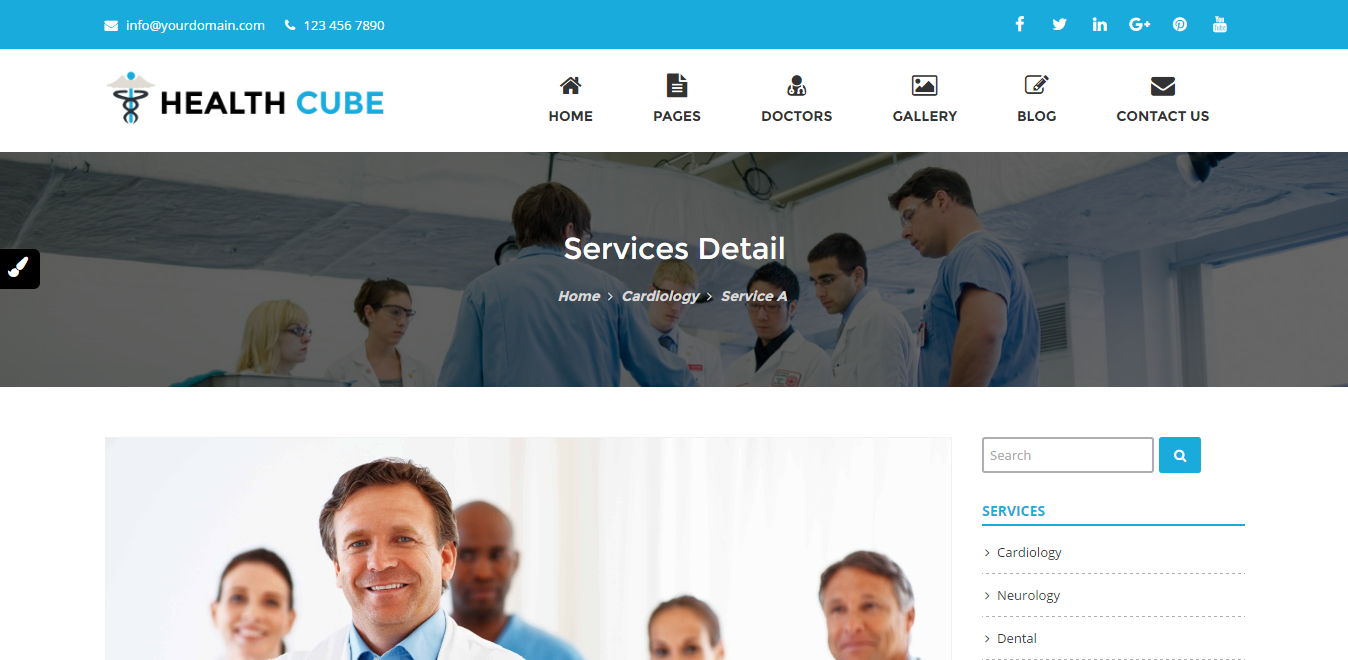 info@yourdomain.com 123 456 7890
HEALTH CUBE
HOME PAGES DOCTORS GALLERY BLOG CONTACT US
Services Detail
Home > Cardiology > Service A
Search
SERVICES
> Cardiology
> Neurology
> Dental